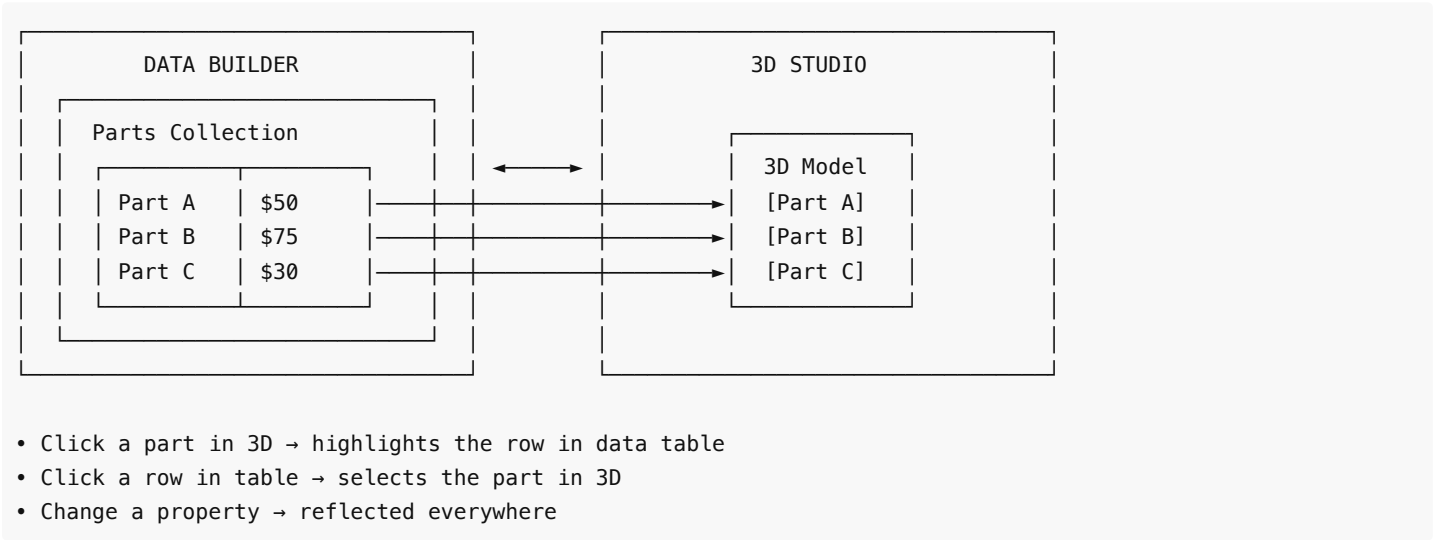 DATA BUILDER 3D STUDIO
Parts Collection
3D Model
Part A $50 [Part A]
Part B $75 [Part B]
Part C $30 [Part C]
• Click a part in 3D → highlights the row in data table
• Click a row in table → selects the part in 3D
• Change a property → reflected everywhere